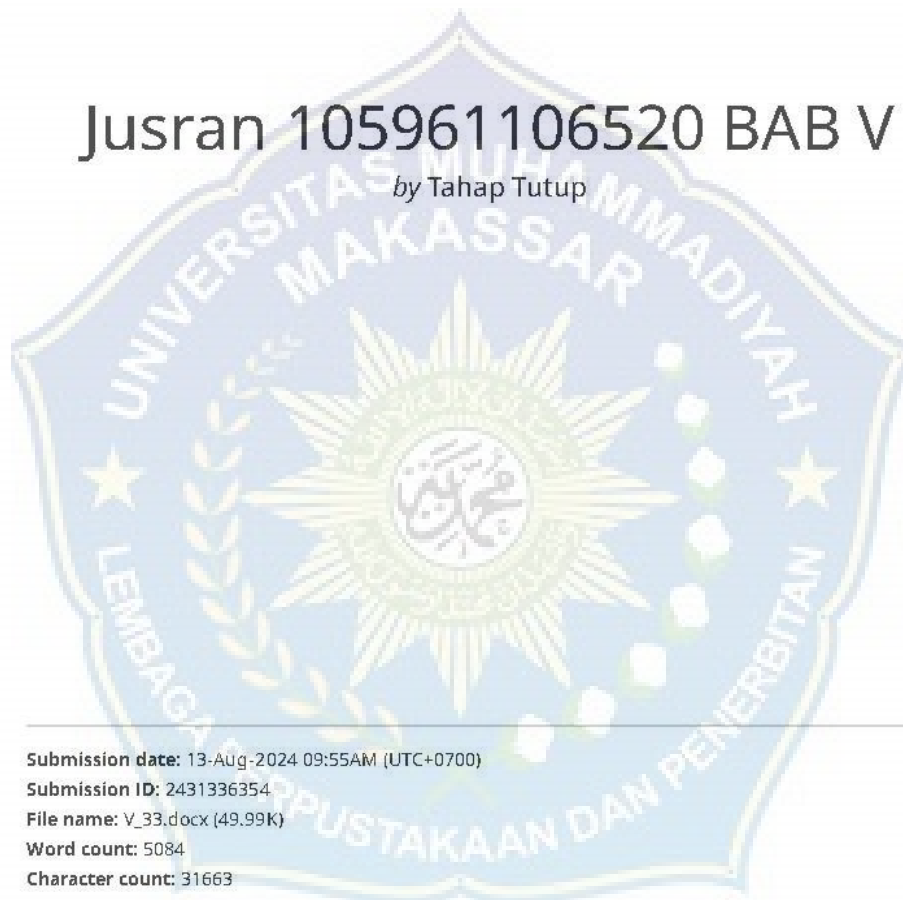 Jusran 105961106520 BAB V
by Tahap Tutup
UNIVERSITAS MUHAMMADIYAH
MAKASSAR
محمد
LEMBAGA PERPUSTAKAAN DAN PENERBITAN
Submission date: 13-Aug-2024 09:55AM (UTC+0700)
Submission ID: 2431336354
File name: V_33.docx (49.99K)
Word count: 5084
Character count: 31663